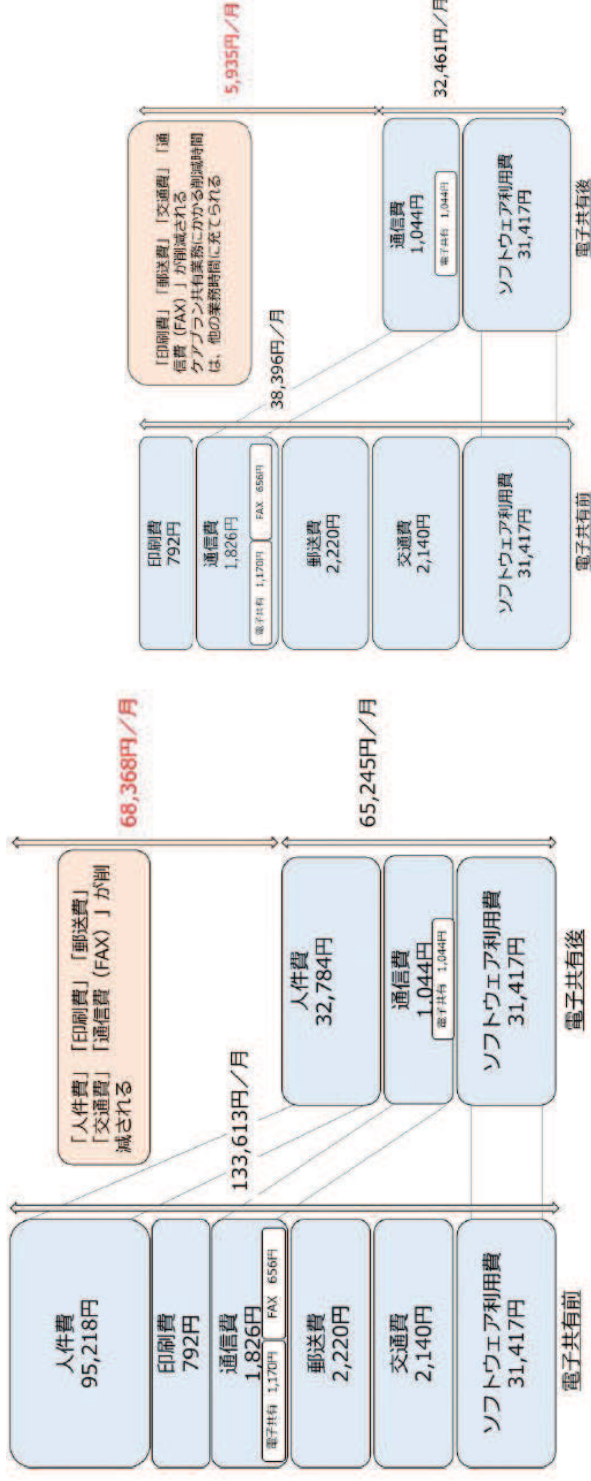 「人件費」「印刷費」「郵送費」
「交通費」「通信費（FAX）」が削
減される
68,368円／月
133,613円／月
65,245円／月
人件費
95,218円
印刷費
792円
通信費
1,826円
電子共有 1,170円
FAX 656円
郵送費
2,220円
交通費
2,140円
ソフトウェア利用費
31,417円
電子共有前
人件費
32,784円
通信費
1,044円
電子共有 1,044円
ソフトウェア利用費
31,417円
電子共有後
「印刷費」「郵送費」「交通費」「通
信費（FAX）」が削減される
ケアプラン共有業務にかかる削減時間
は、他の業務時間に充てられる
5,935円／月
38,396円／月
32,461円／月
印刷費
792円
通信費
1,826円
電子共有 1,170円
FAX 656円
郵送費
2,220円
交通費
2,140円
ソフトウェア利用費
31,417円
電子共有前
通信費
1,044円
電子共有 1,044円
ソフトウェア利用費
31,417円
電子共有後